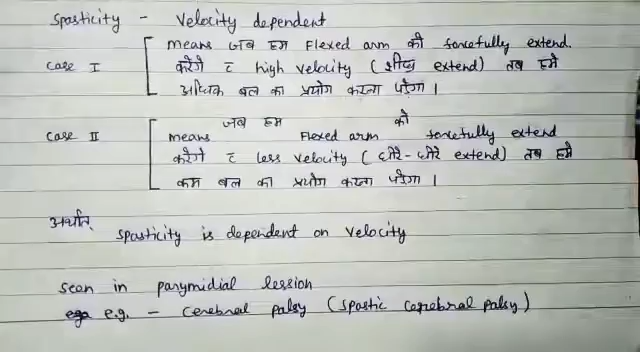 Spasticity - Velocity dependent
means जब हम Flexed arm को forcefully extend.
Case I करेंगे c̄ high velocity (शीघ्र extend) तब हमें
अधिक बल का प्रयोग करना पड़ेगा।
जब हम को
Case II means Flexed arm forcefully extend
करेंगे c̄ less velocity (धीरे-धीरे extend) तब हमें
कम बल का प्रयोग करना पड़ेगा।
अर्थात्
Spasticity is dependent on velocity
Seen in parymidial lession
e.g. - Cerebral palsy (Spastic cerebral palsy)